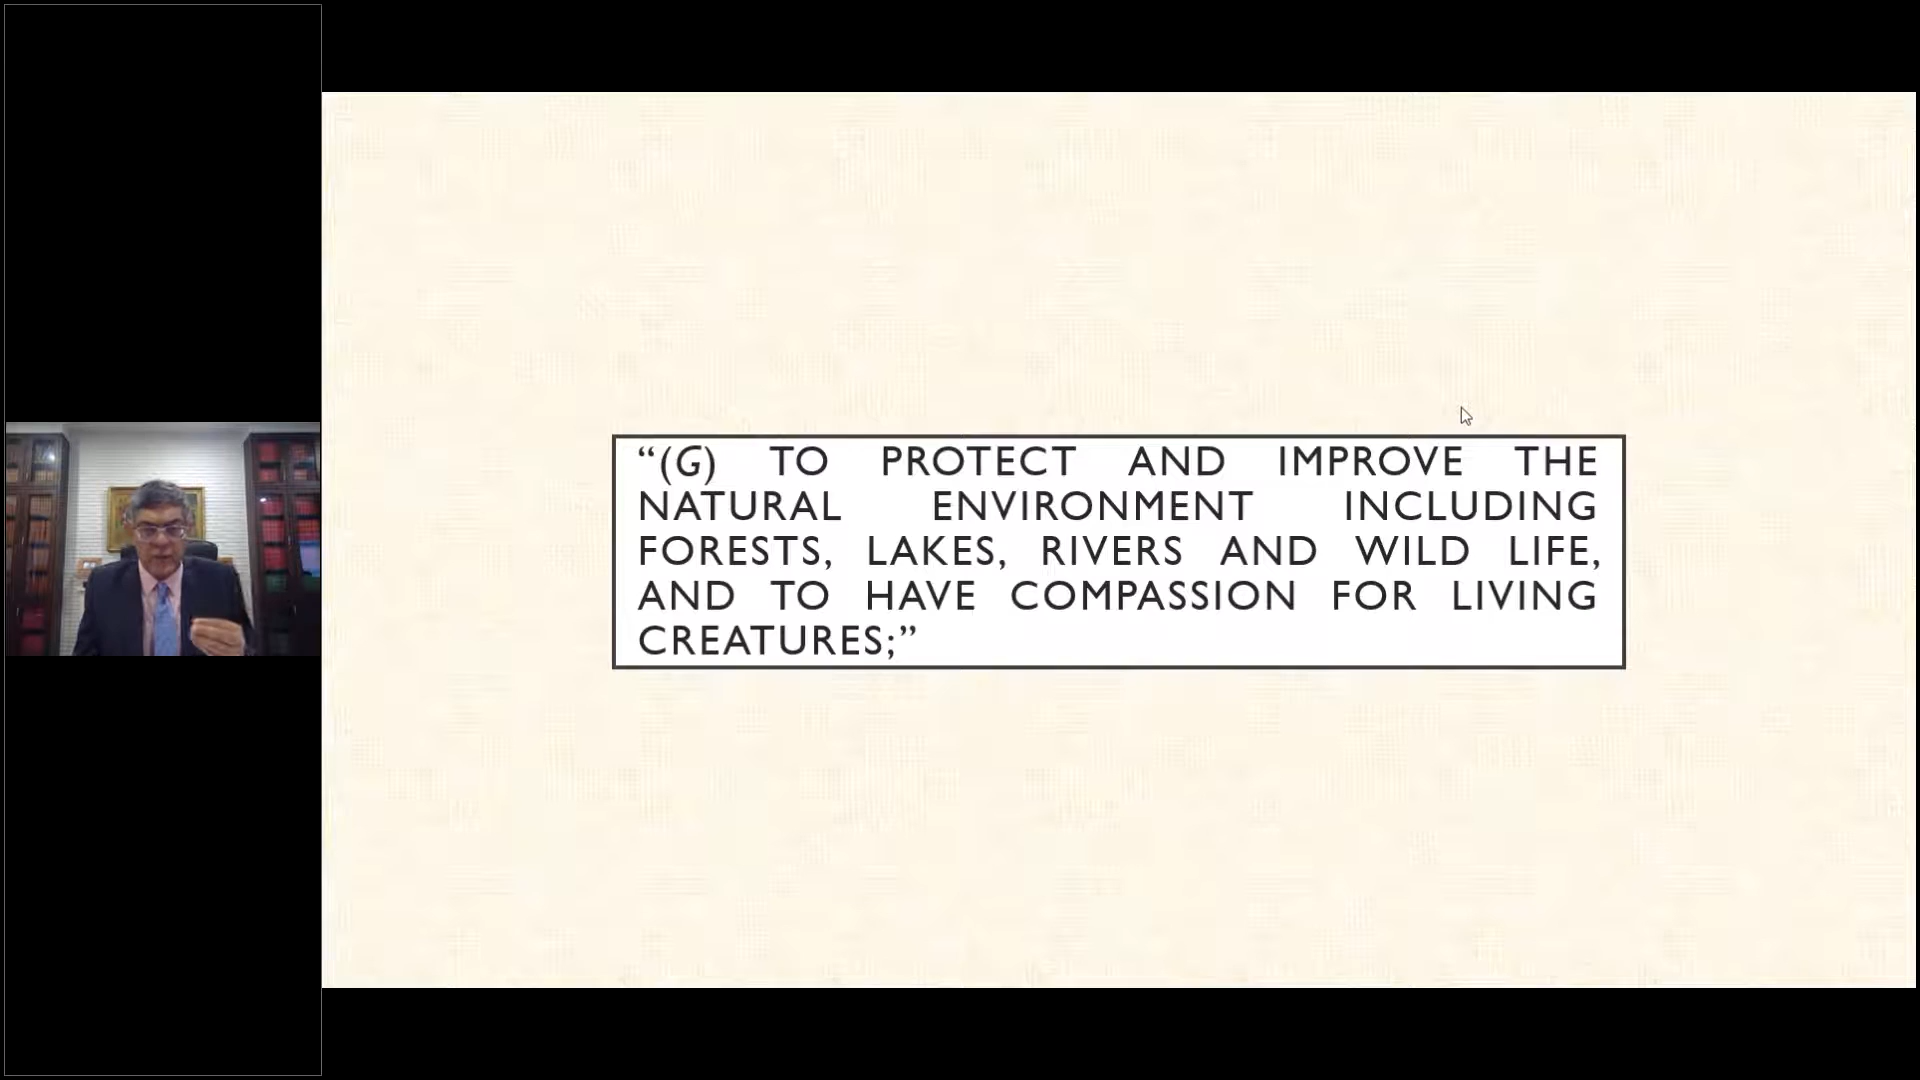 “(G) TO PROTECT AND IMPROVE THE
NATURAL ENVIRONMENT INCLUDING
FORESTS, LAKES, RIVERS AND WILD LIFE,
AND TO HAVE COMPASSION FOR LIVING
CREATURES;”